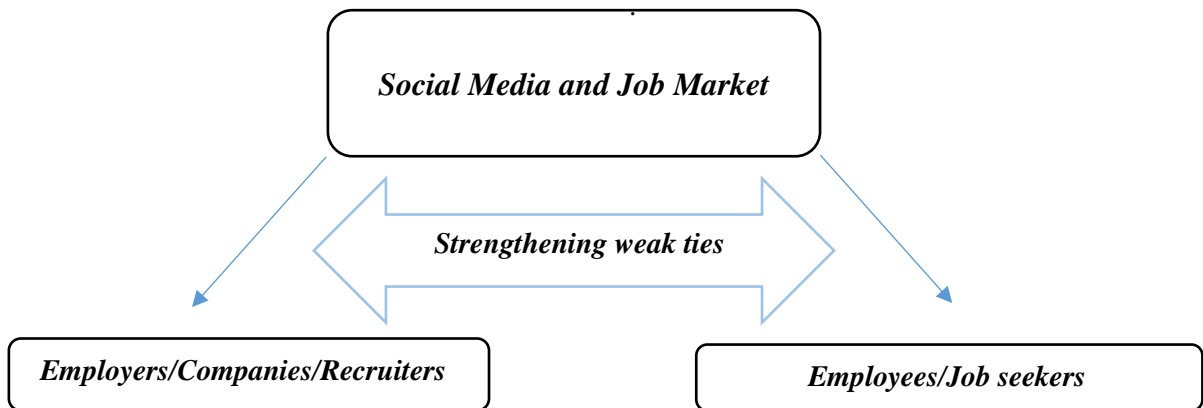 Social Media and Job Market
Strengthening weak ties
Employers/Companies/Recruiters
Employees/Job seekers